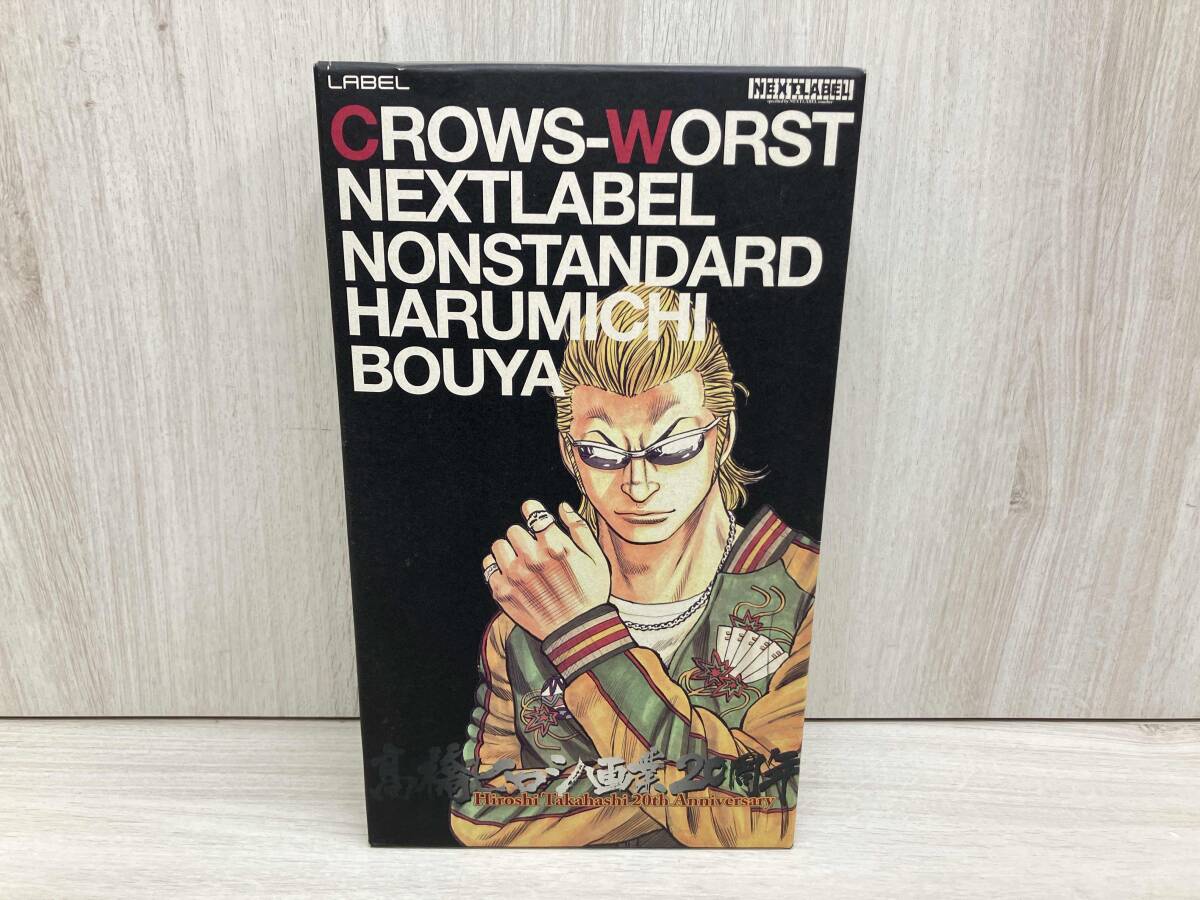 LABEL
NEXTLABEL
CROWS-WORST
NEXTLABEL
NONSTANDARD
HARUMICHI
BOUYA
髙橋ヒロシ画業20周年
Hiroshi Takahashi 20th Anniversary